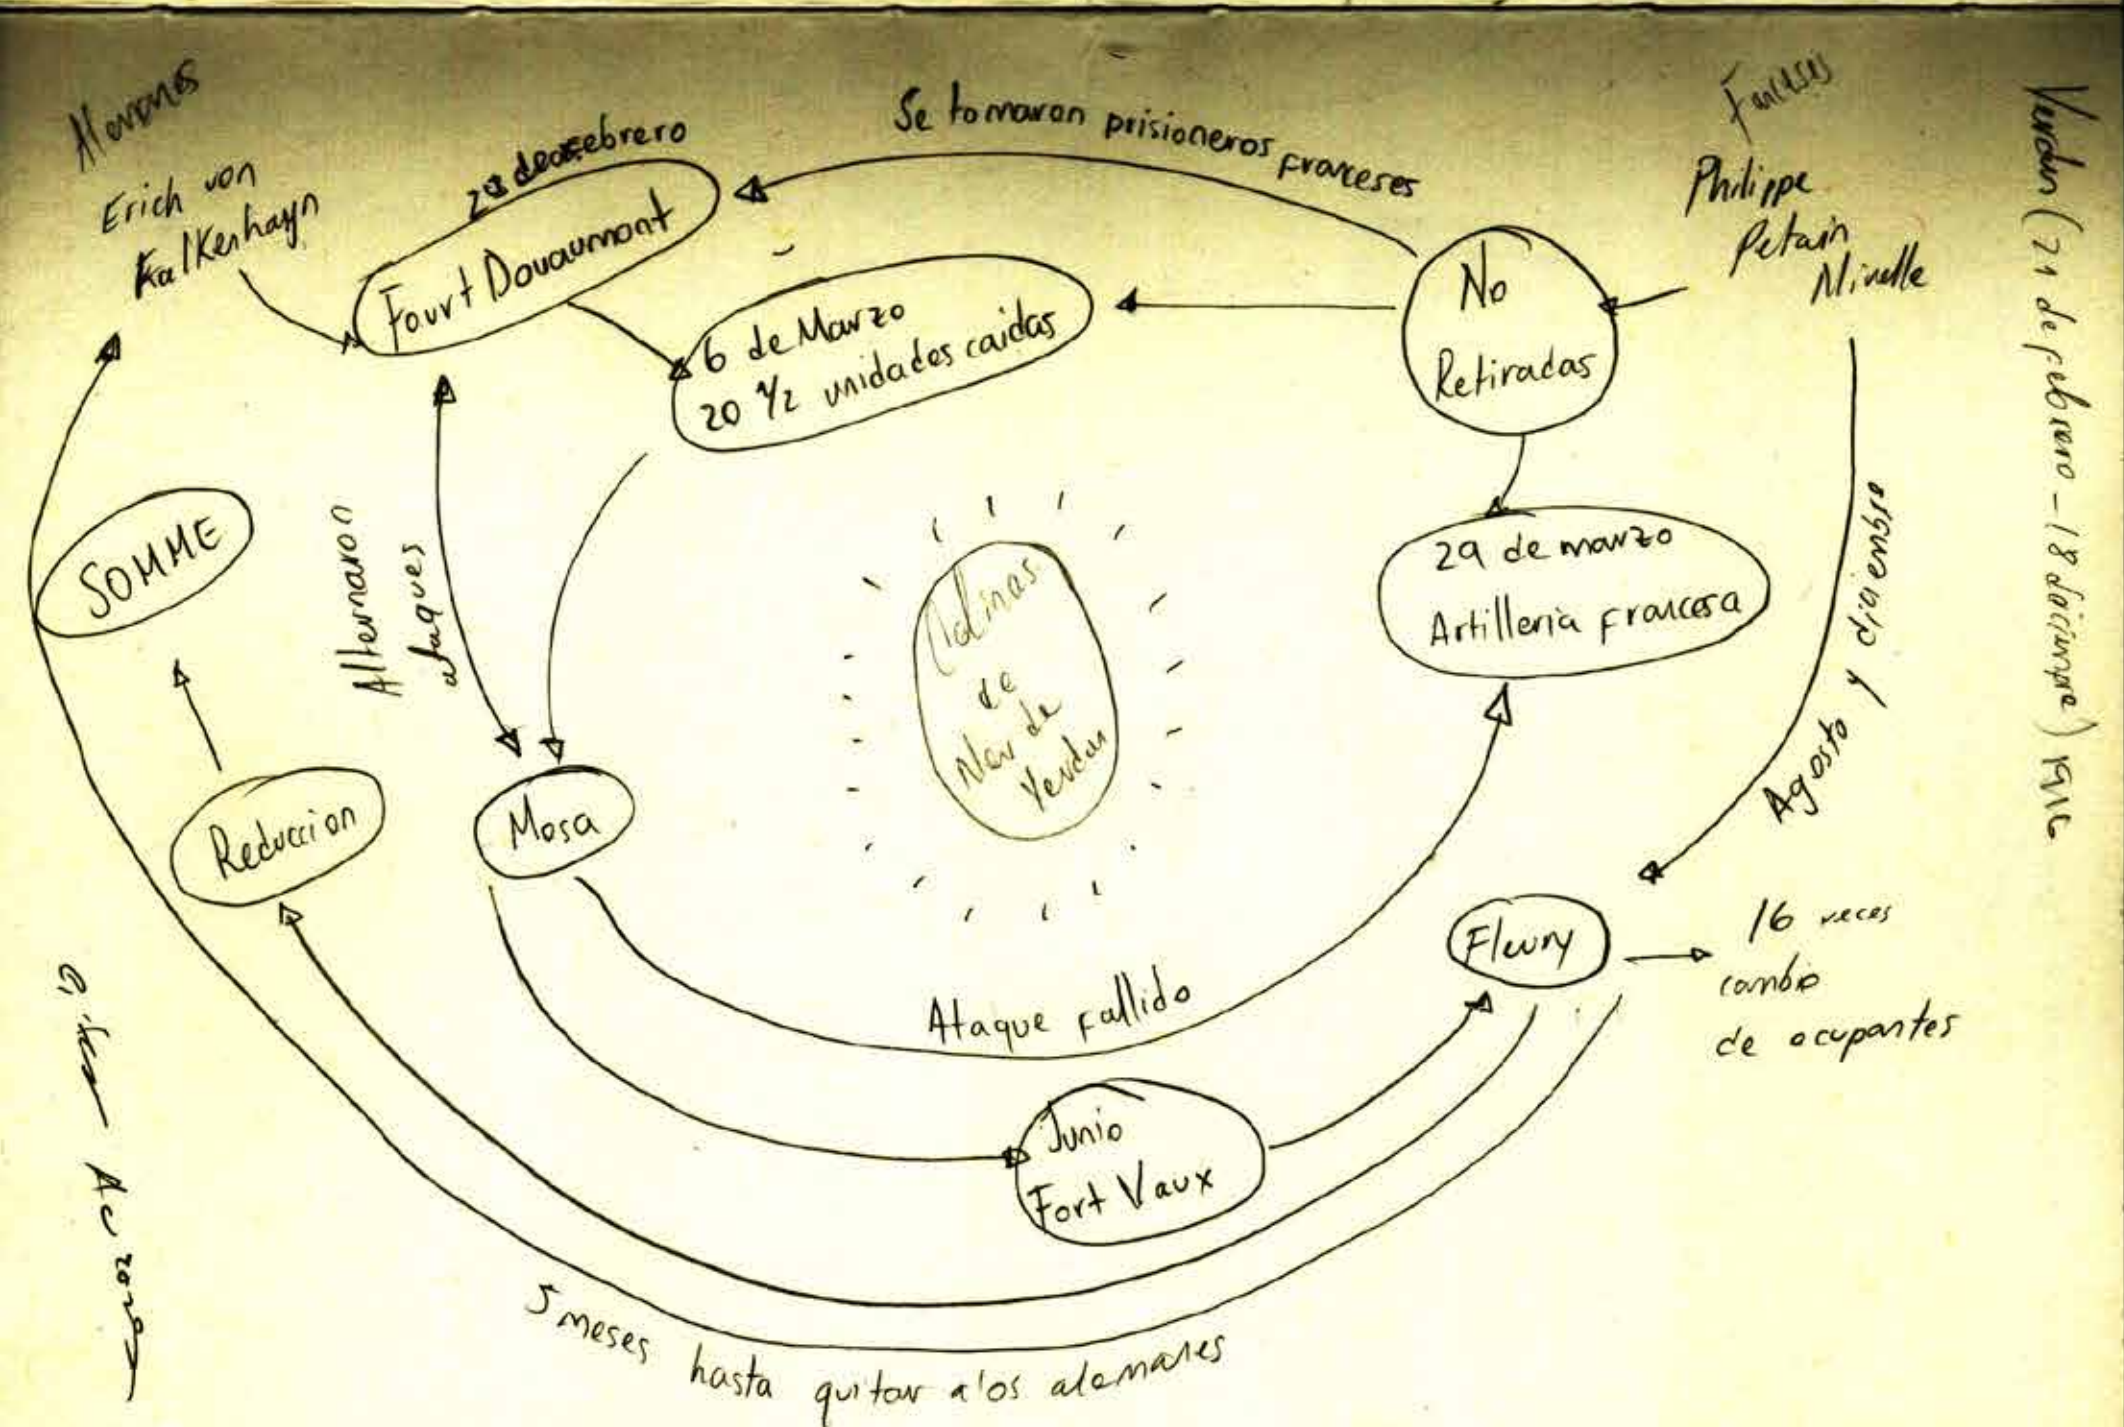 Alemanes
Erich von
Falkenhayn
de febrero
Fourt Douaumont
Se tomaron prisioneros franceses
6 de Marzo
20 1/2 unidades caidas
No
Retiradas
Philippe
Petain
Nivelle
Verdun (21 de febrero - 18 diciempre) 1916
SOMME
Alternaron
ataques
29 de marzo
Artilleria francesa
Agosto y diciembre
Colinas
de
Verdun
Reduccion
Mosa
Fleury
16 veces
cambio
de ocupantes
Ataque fallido
Junio
Fort Vaux
5 meses hasta quitar a los alemanes